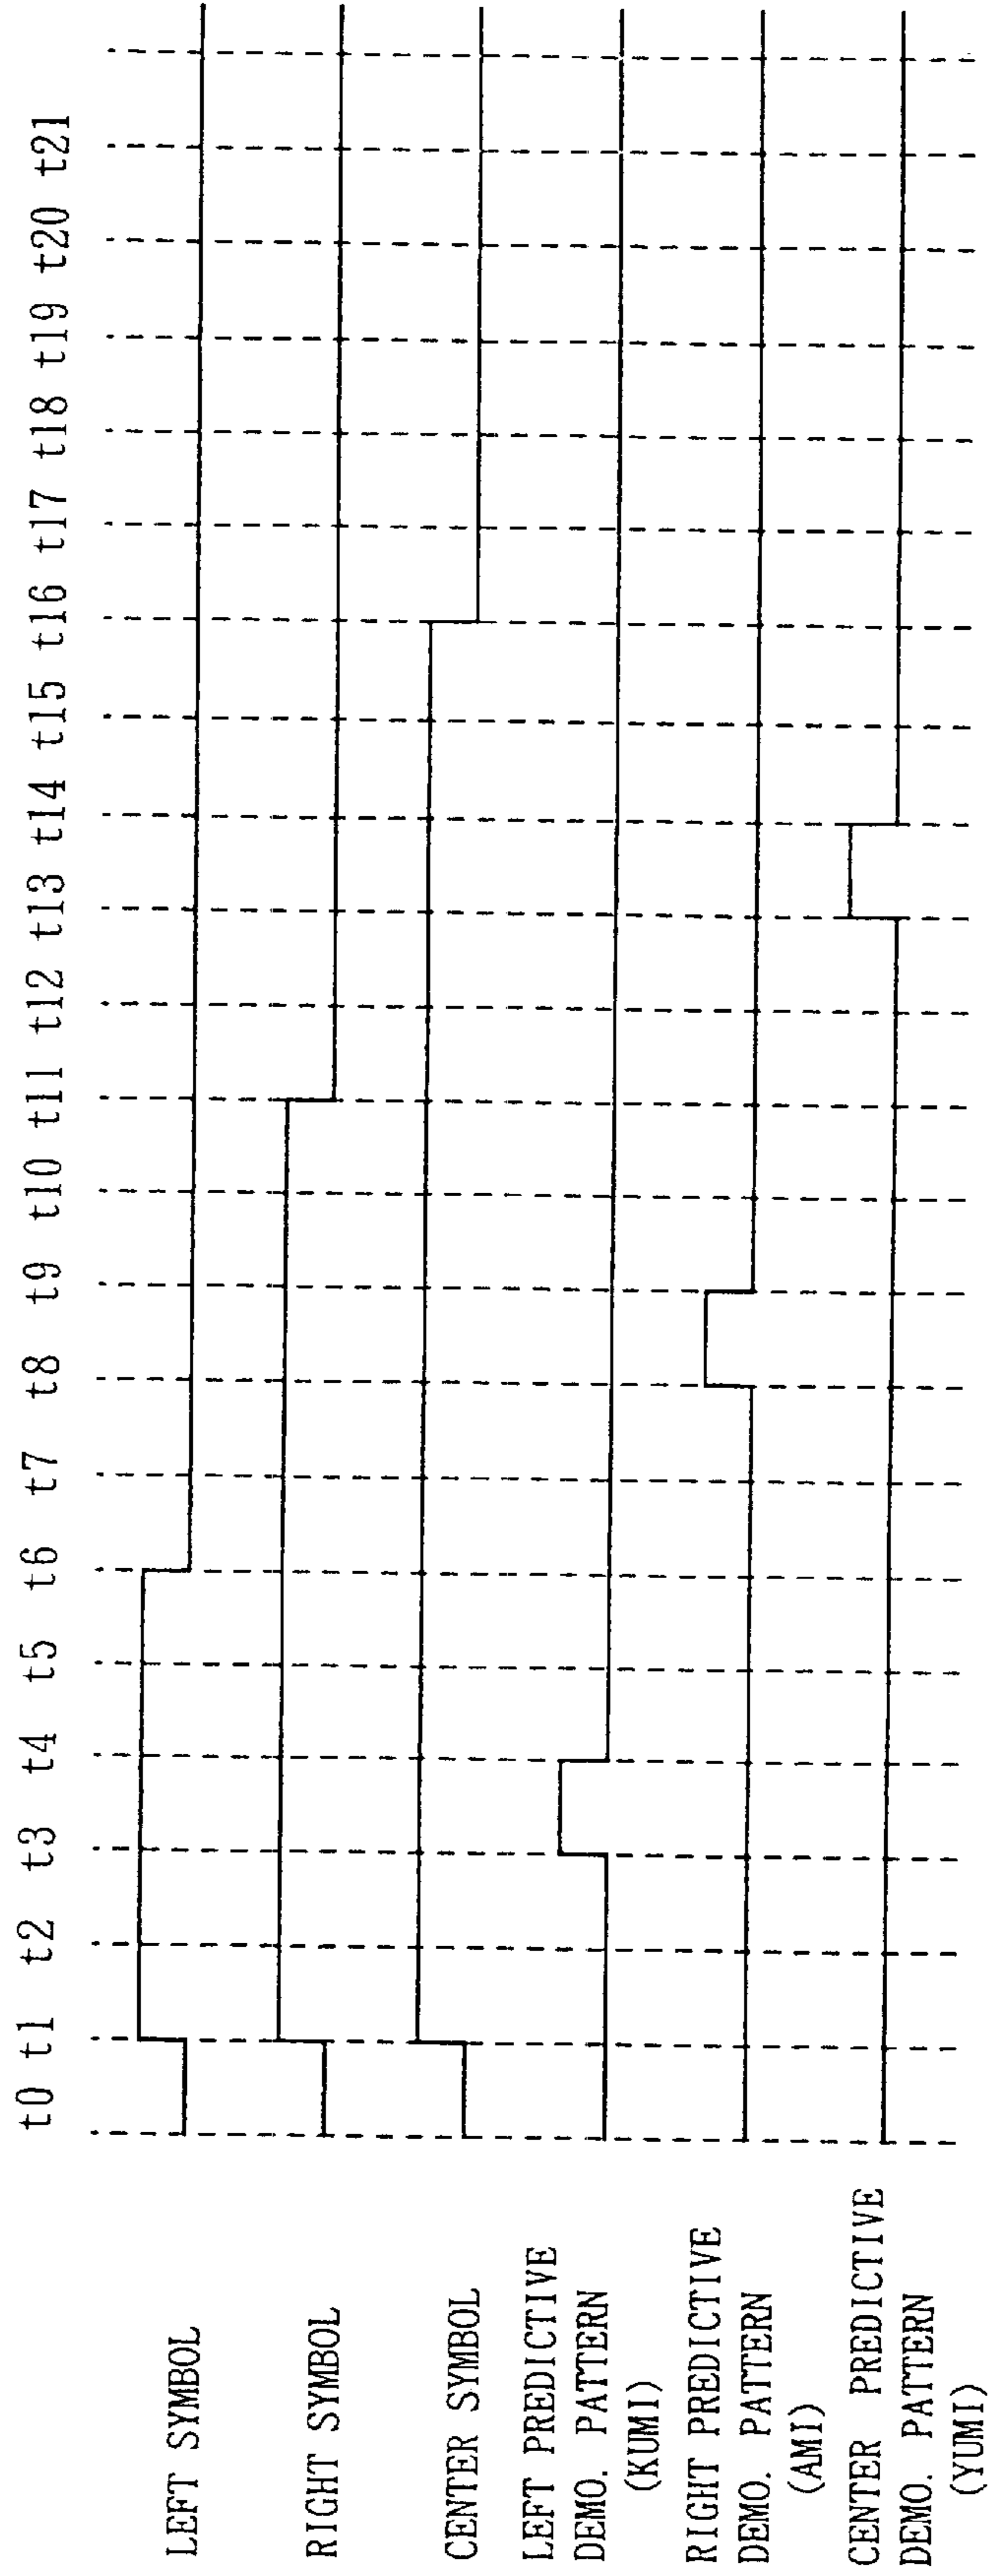 t0 t1 t2 t3 t4 t5 t6 t7 t8 t9 t10 t11 t12 t13 t14 t15 t16 t17 t18 t19 t20 t21
LEFT SYMBOL
RIGHT SYMBOL
CENTER SYMBOL
LEFT PREDICTIVE
DEMO. PATTERN
(KUMI)
RIGHT PREDICTIVE
DEMO. PATTERN
(AMI)
CENTER PREDICTIVE
DEMO. PATTERN
(YUMI)